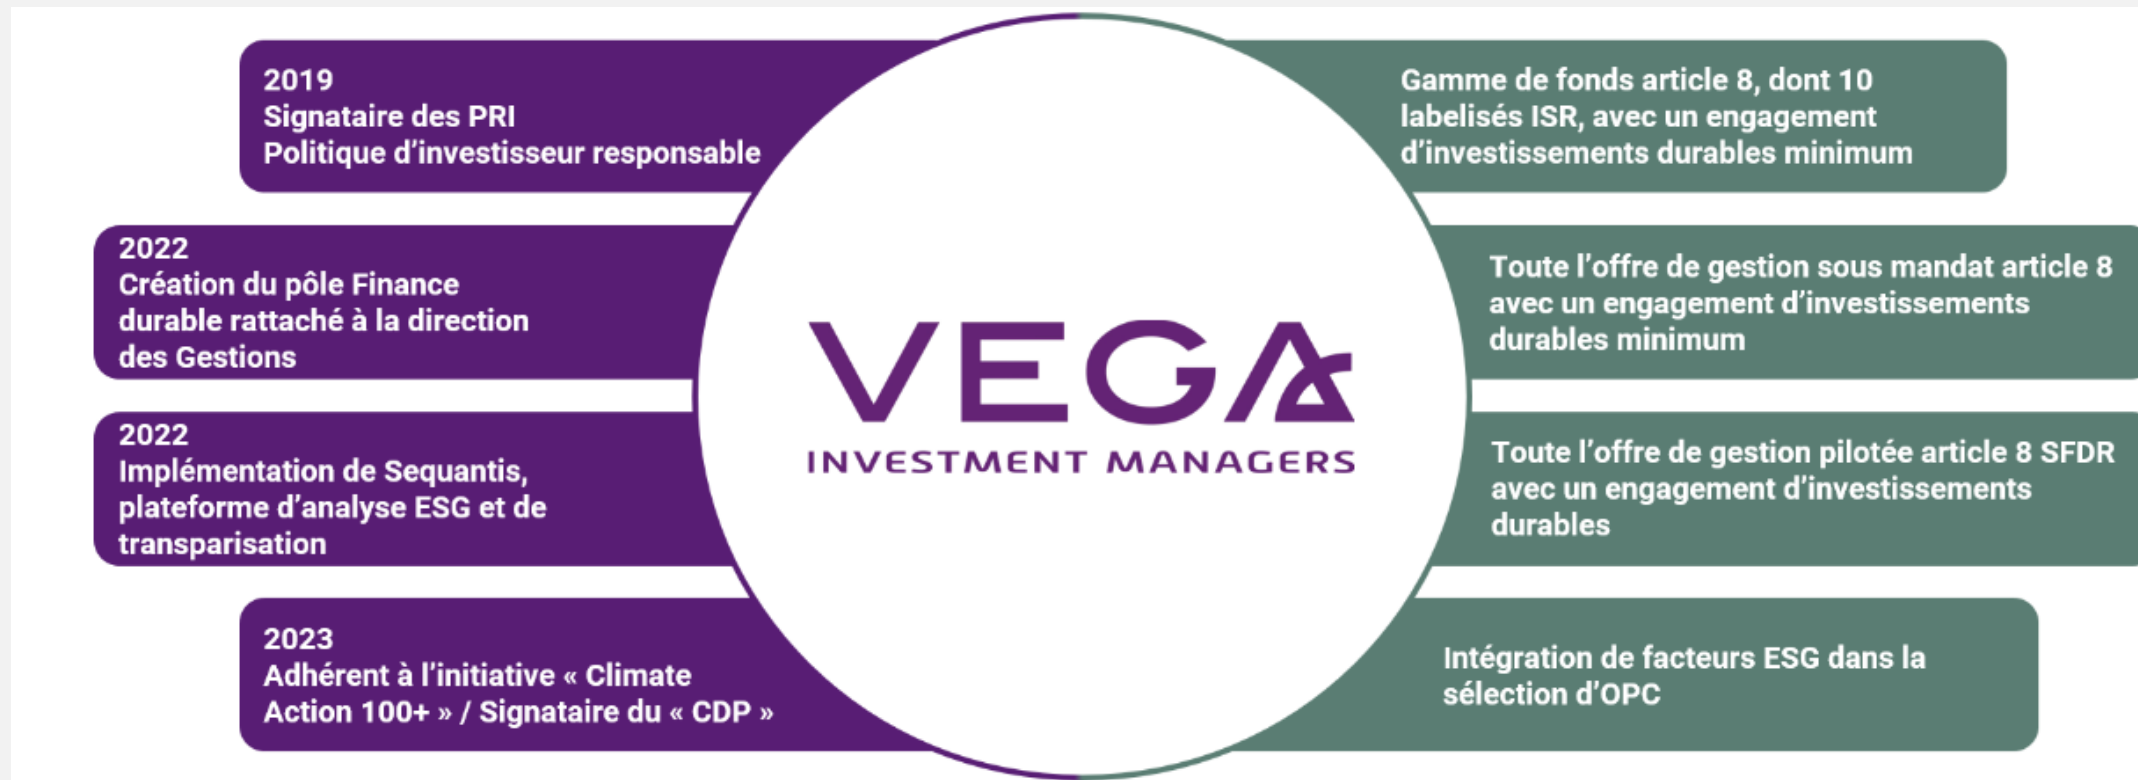 2019
Signataire des PRI
Politique d’investisseur responsable
2022
Création du pôle Finance
durable rattaché à la direction
des Gestions
2022
Implémentation de Sequantis,
plateforme d’analyse ESG et de
transparisation
2023
Adhérent à l’initiative « Climate
Action 100+ » / Signataire du « CDP »
VEGA
INVESTMENT MANAGERS
Gamme de fonds article 8, dont 10
labelisés ISR, avec un engagement
d’investissements durables minimum
Toute l’offre de gestion sous mandat article 8
avec un engagement d’investissements
durables minimum
Toute l’offre de gestion pilotée article 8 SFDR
avec un engagement d’investissements
durables
Intégration de facteurs ESG dans la
sélection d’OPC